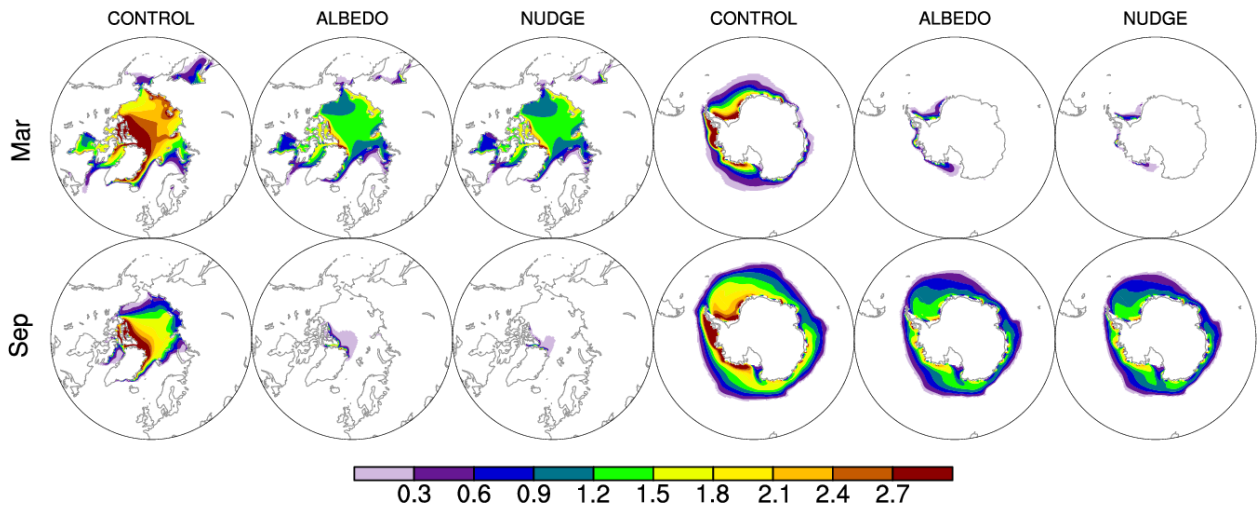 CONTROL ALBEDO NUDGE CONTROL ALBEDO NUDGE
Mar
Sep
0.3 0.6 0.9 1.2 1.5 1.8 2.1 2.4 2.7